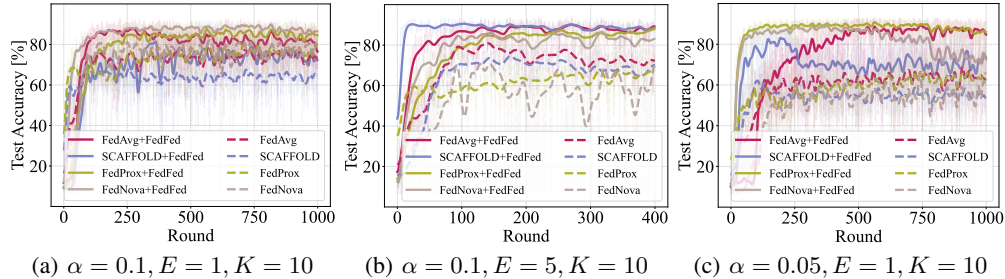 Test Accuracy [%]
80
60
40
20
FedAvg+FedFed
SCAFFOLD+FedFed
FedProx+FedFed
FedNova+FedFed
FedAvg
SCAFFOLD
FedProx
FedNova
0 250 500 750 1000
Round
(a) α = 0.1, E = 1, K = 10
Test Accuracy [%]
80
60
40
20
FedAvg+FedFed
SCAFFOLD+FedFed
FedProx+FedFed
FedNova+FedFed
FedAvg
SCAFFOLD
FedProx
FedNova
0 100 200 300 400
Round
(b) α = 0.1, E = 5, K = 10
Test Accuracy [%]
80
60
40
20
FedAvg+FedFed
SCAFFOLD+FedFed
FedProx+FedFed
FedNova+FedFed
FedAvg
SCAFFOLD
FedProx
FedNova
0 250 500 750 1000
Round
(c) α = 0.05, E = 1, K = 10